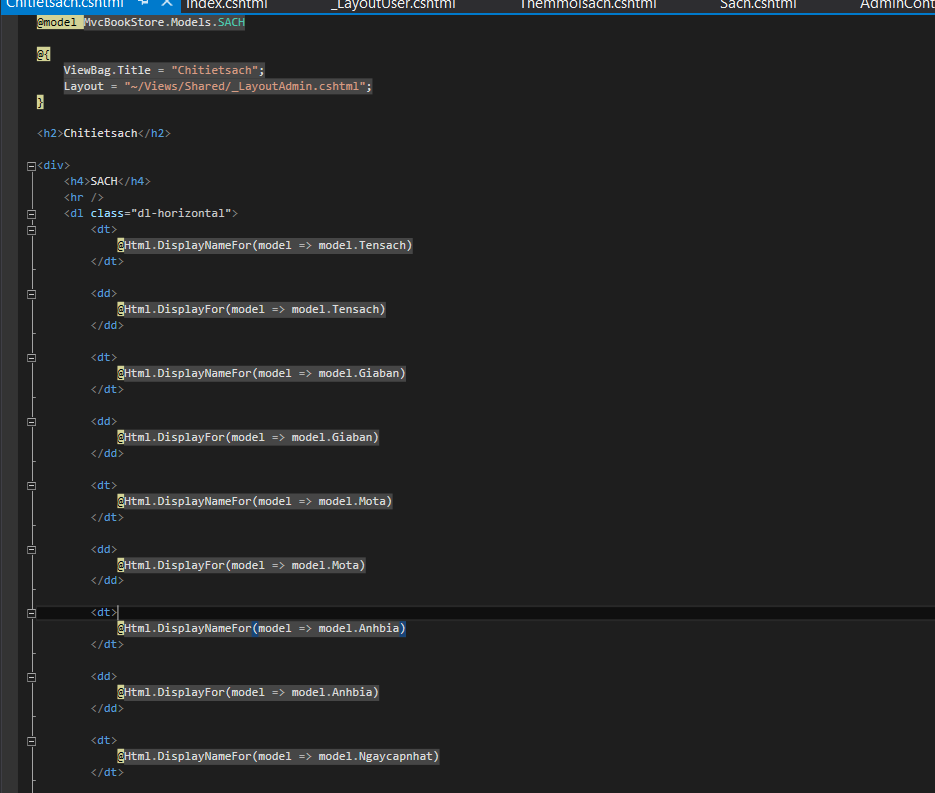 Chitietsach.cshtml Index.cshtml _LayoutUser.cshtml Themmoisach.cshtml Sach.cshtml AdminCont
@model MvcBookStore.Models.SACH
@{
ViewBag.Title = "Chitietsach";
Layout = "~/Views/Shared/_LayoutAdmin.cshtml";
}
<h2>Chitietsach</h2>
<div>
<h4>SACH</h4>
<hr />
<dl class="dl-horizontal">
<dt>
@Html.DisplayNameFor(model => model.Tensach)
</dt>
<dd>
@Html.DisplayFor(model => model.Tensach)
</dd>
<dt>
@Html.DisplayNameFor(model => model.Giaban)
</dt>
<dd>
@Html.DisplayFor(model => model.Giaban)
</dd>
<dt>
@Html.DisplayNameFor(model => model.Mota)
</dt>
<dd>
@Html.DisplayFor(model => model.Mota)
</dd>
<dt>
@Html.DisplayNameFor(model => model.Anhbia)
</dt>
<dd>
@Html.DisplayFor(model => model.Anhbia)
</dd>
<dt>
@Html.DisplayNameFor(model => model.Ngaycapnhat)
</dt>